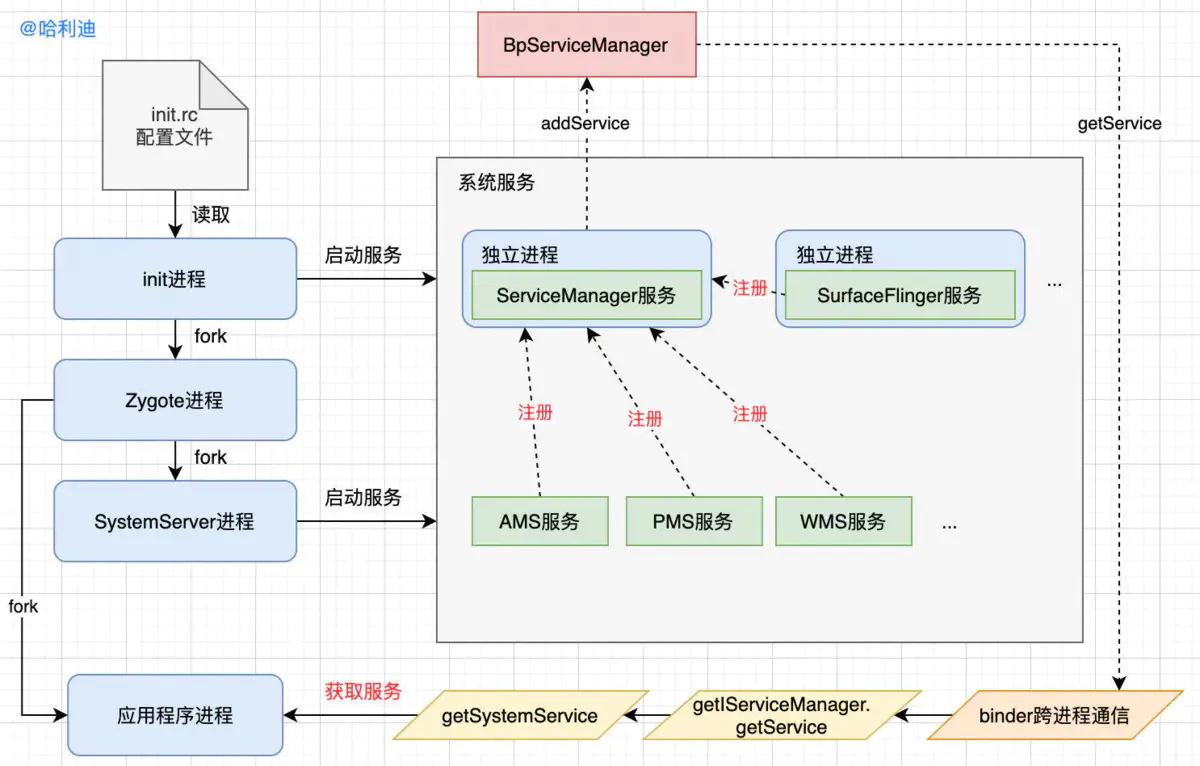 @哈利迪
BpServiceManager
init.rc
配置文件
addService
getService
读取
系统服务
init进程
启动服务
独立进程
ServiceManager服务
注册
独立进程
SurfaceFlinger服务
...
fork
Zygote进程
注册
注册
注册
fork
SystemServer进程
启动服务
AMS服务
PMS服务
WMS服务
...
fork
应用程序进程
获取服务
getSystemService
getIServiceManager.
getService
binder跨进程通信